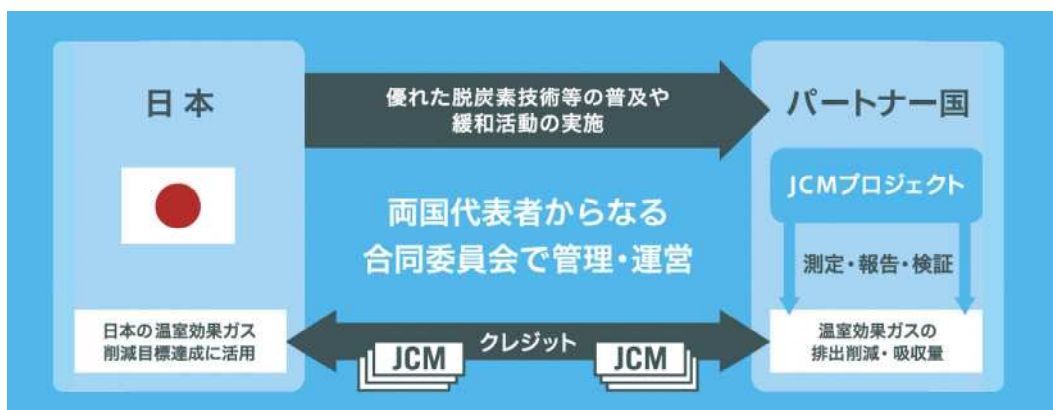 日本
優れた脱炭素技術等の普及や
緩和活動の実施
パートナー国
JCMプロジェクト
両国代表者からなる
合同委員会で管理・運営
測定・報告・検証
日本の温室効果ガス
削減目標達成に活用
クレジット
JCM
JCM
温室効果ガスの
排出削減・吸収量